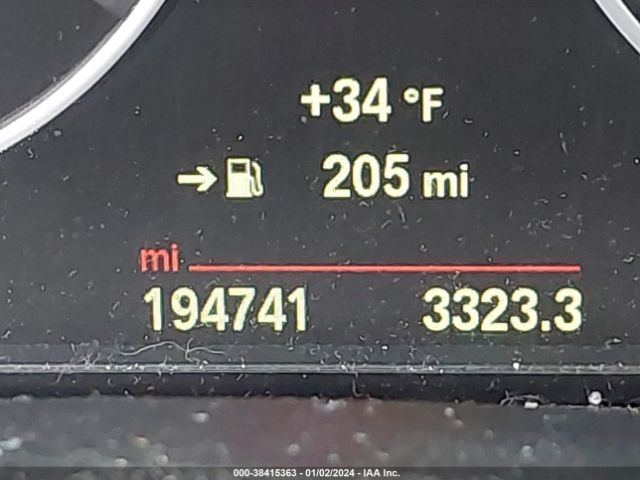 +34 °F
→ 205 mi
mi
194741 3323.3
000-38415363 - 01/02/2024 - IAA Inc.